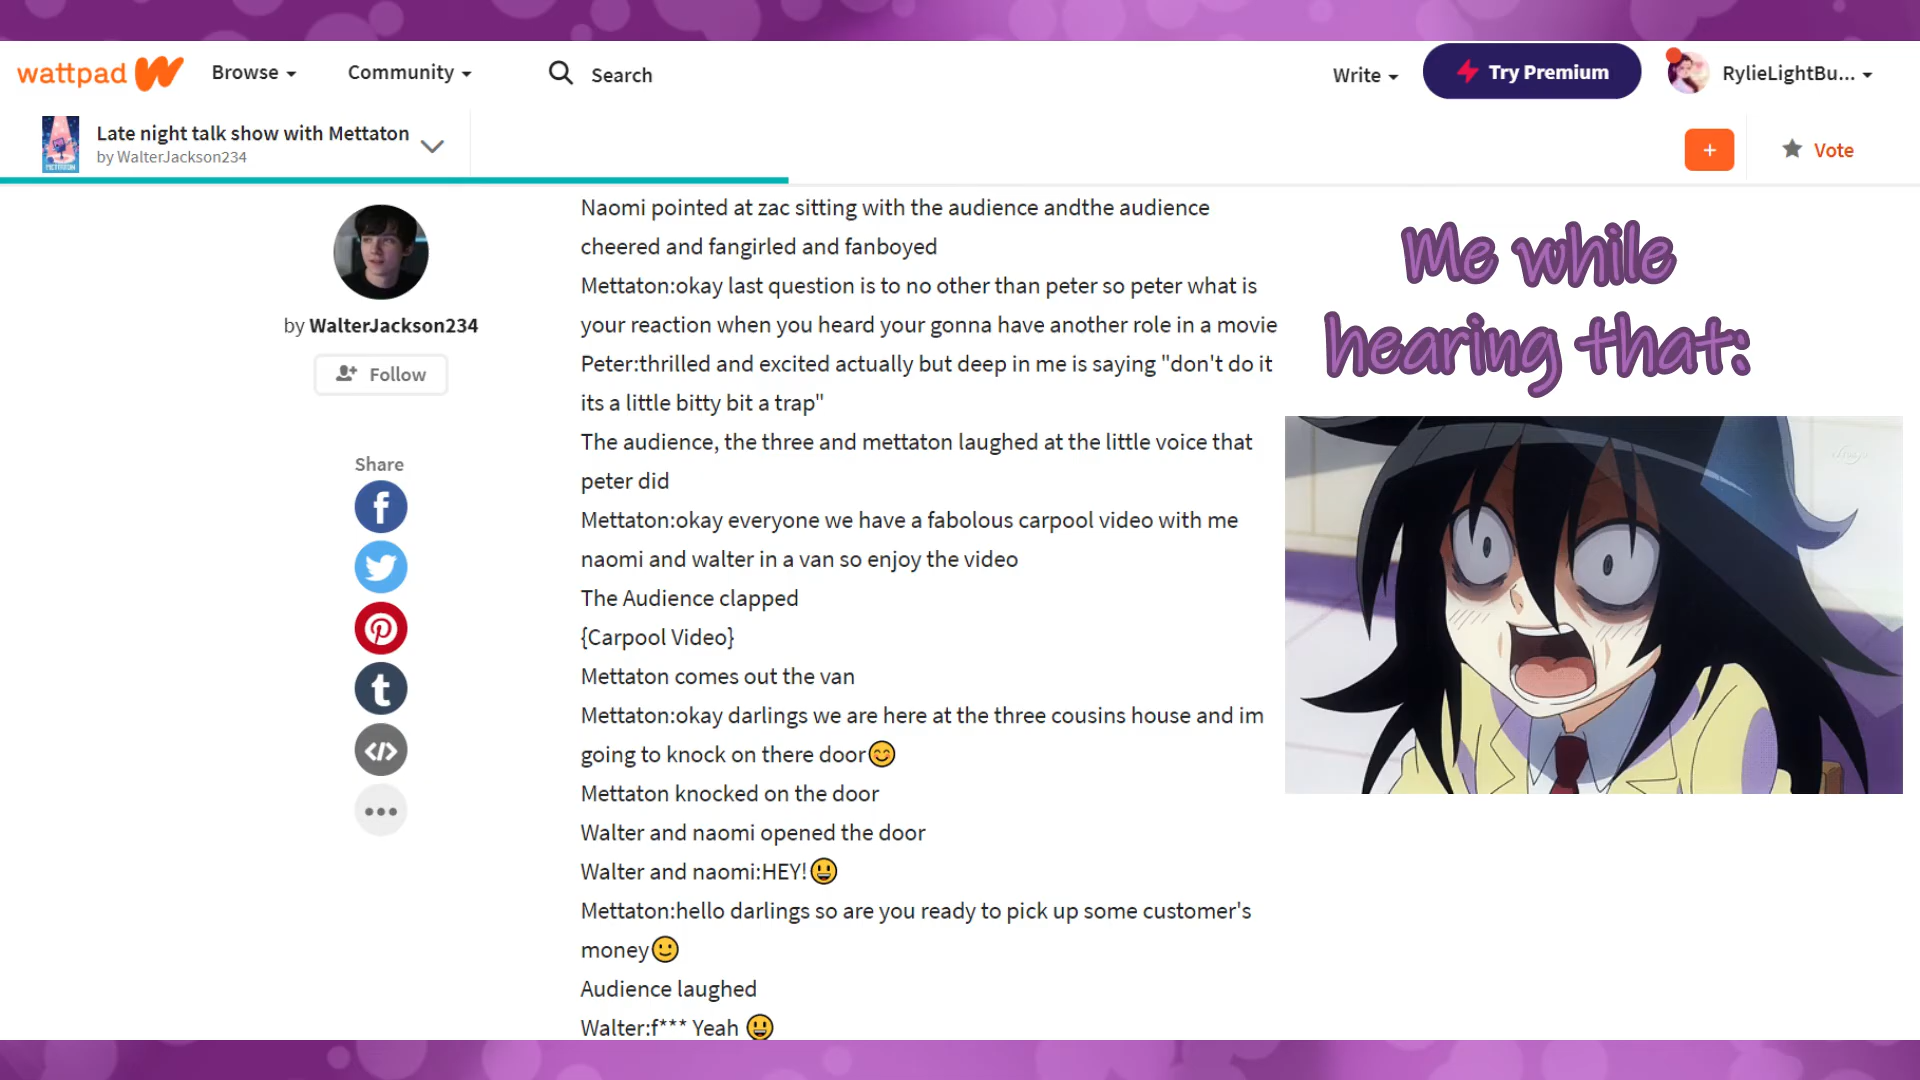 wattpad
Browse
Community
Search
Write
Try Premium
RylieLightBu...
Late night talk show with Mettaton
by WalterJackson234
+
Vote
METTATON
by WalterJackson234
Follow
Share
Naomi pointed at zac sitting with the audience andthe audience
cheered and fangirled and fanboyed
Mettaton:okay last question is to no other than peter so peter what is
your reaction when you heard your gonna have another role in a movie
Peter:thrilled and excited actually but deep in me is saying "don't do it
its a little bitty bit a trap"
The audience, the three and mettaton laughed at the little voice that
peter did
Mettaton:okay everyone we have a fabolous carpool video with me
naomi and walter in a van so enjoy the video
The Audience clapped
{Carpool Video}
Mettaton comes out the van
Mettaton:okay darlings we are here at the three cousins house and im
going to knock on there door😊
Mettaton knocked on the door
Walter and naomi opened the door
Walter and naomi:HEY!😃
Mettaton:hello darlings so are you ready to pick up some customer's
money🙂
Audience laughed
Walter:f*** Yeah 😃
Me while
hearing that: